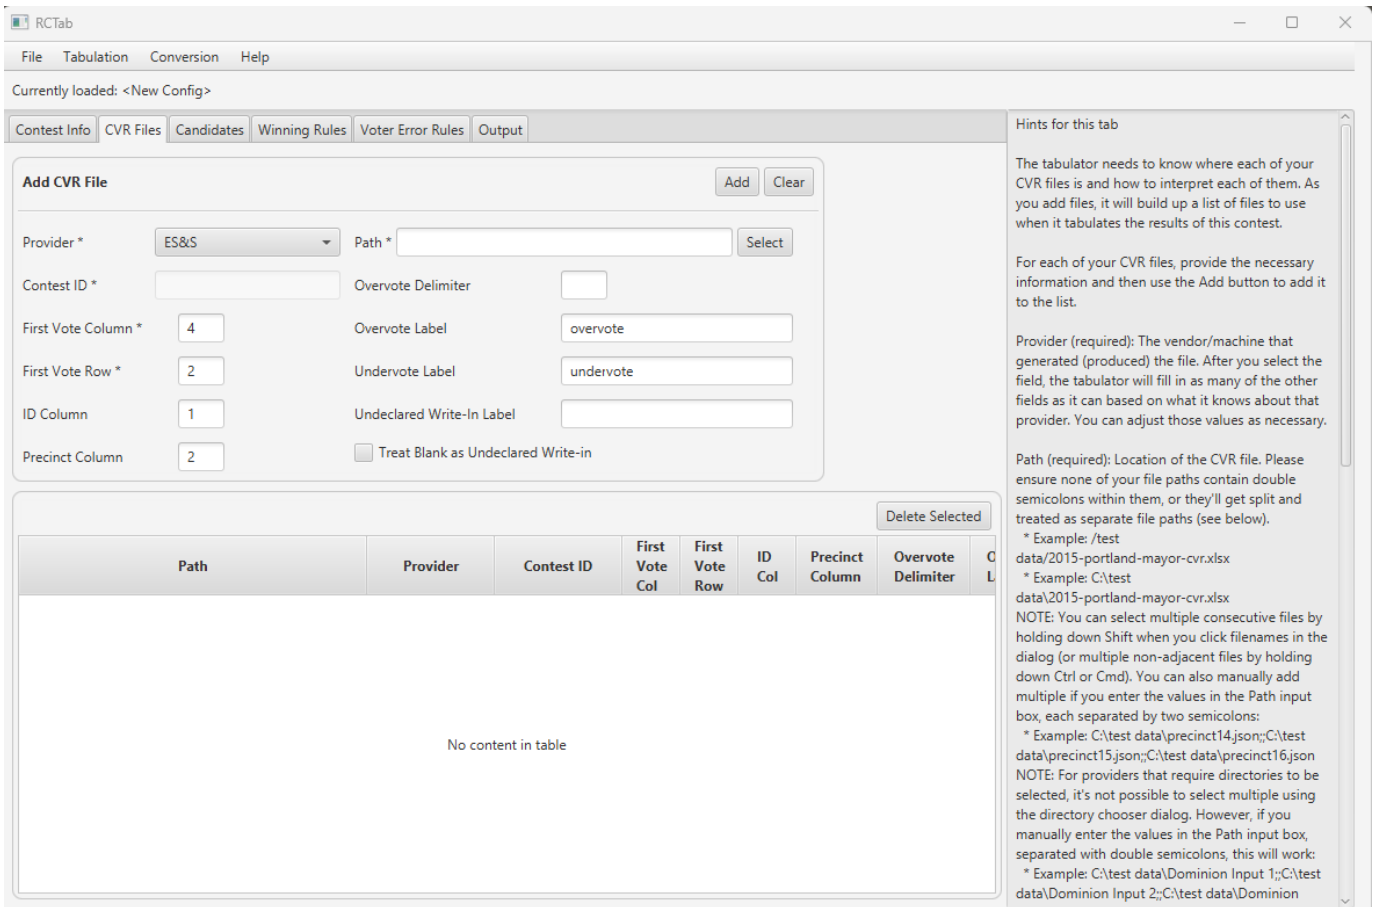 RCTab
File Tabulation Conversion Help
Currently loaded: <New Config>
Contest Info CVR Files Candidates Winning Rules Voter Error Rules Output
Add CVR File Add Clear
Provider * ES&S Path * Select
Contest ID * Overvote Delimiter
First Vote Column * 4 Overvote Label overvote
First Vote Row * 2 Undervote Label undervote
ID Column 1 Undeclared Write-In Label
Precinct Column 2 Treat Blank as Undeclared Write-in
Delete Selected
Path Provider Contest ID First Vote Col First Vote Row ID Col Precinct Column Overvote Delimiter
No content in table
Hints for this tab
The tabulator needs to know where each of your
CVR files is and how to interpret each of them. As
you add files, it will build up a list of files to use
when it tabulates the results of this contest.
For each of your CVR files, provide the necessary
information and then use the Add button to add it
to the list.
Provider (required): The vendor/machine that
generated (produced) the file. After you select the
field, the tabulator will fill in as many of the other
fields as it can based on what it knows about that
provider. You can adjust those values as necessary.
Path (required): Location of the CVR file. Please
ensure none of your file paths contain double
semicolons within them, or they'll get split and
treated as separate file paths (see below).
* Example: /test
data/2015-portland-mayor-cvr.xlsx
* Example: C:\test
data\2015-portland-mayor-cvr.xlsx
NOTE: You can select multiple consecutive files by
holding down Shift when you click filenames in the
dialog (or multiple non-adjacent files by holding
down Ctrl or Cmd). You can also manually add
multiple if you enter the values in the Path input
box, each separated by two semicolons:
* Example: C:\test data\precinct14.json;;C:\test
data\precinct15.json;;C:\test data\precinct16.json
NOTE: For providers that require directories to be
selected, it's not possible to select multiple using
the directory chooser dialog. However, if you
manually enter the values in the Path input box,
separated with double semicolons, this will work:
* Example: C:\test data\Dominion Input 1;;C:\test
data\Dominion Input 2;;C:\test data\Dominion